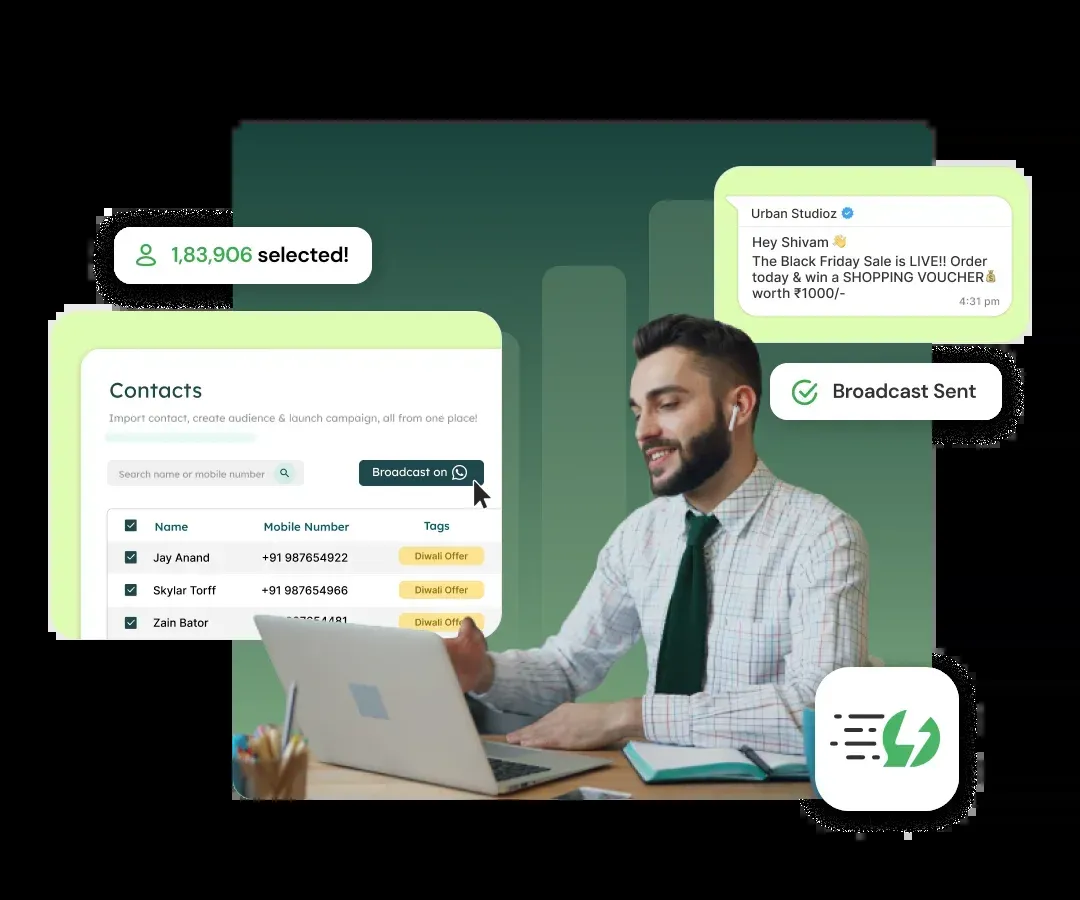 1,83,906 selected!
Contacts
Import contact, create audience & launch campaign, all from one place!
Search name or mobile number
Broadcast on
Name Mobile Number Tags
Jay Anand +91 987654922 Diwali Offer
Skylar Torff +91 987654966 Diwali Offer
Zain Bator Diwali
Urban Studioz
Hey Shivam 👋
The Black Friday Sale is LIVE!! Order
today & win a SHOPPING VOUCHER💰
worth ₹1000/-
4:31 pm
Broadcast Sent